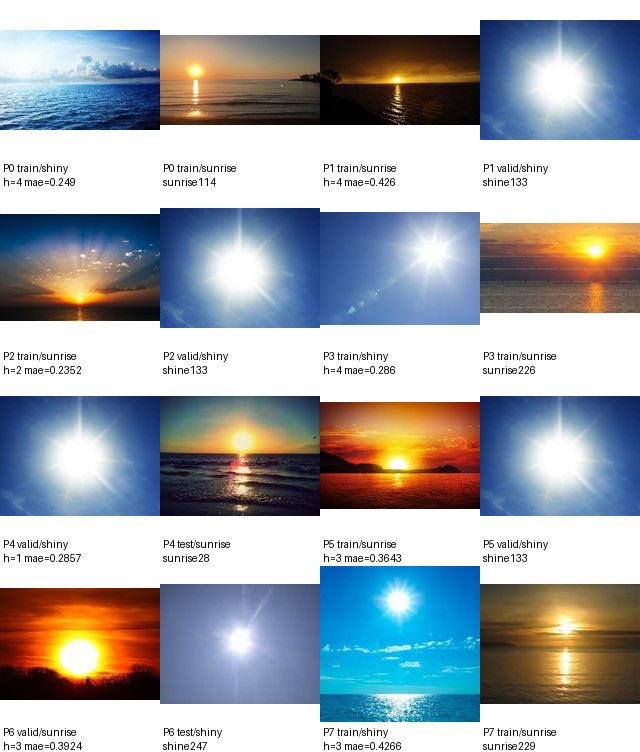 P0 train/shiny
h=4 mae=0.249
P0 train/sunrise
sunrise114
P1 train/sunrise
h=4 mae=0.426
P1 valid/shiny
shine133
P2 train/sunrise
h=2 mae=0.2352
P2 valid/shiny
shine133
P3 train/shiny
h=4 mae=0.286
P3 train/sunrise
sunrise226
P4 valid/shiny
h=1 mae=0.2857
P4 test/sunrise
sunrise28
P5 train/sunrise
h=3 mae=0.3643
P5 valid/shiny
shine133
P6 valid/sunrise
h=3 mae=0.3924
P6 test/shiny
shine247
P7 train/shiny
h=3 mae=0.4266
P7 train/sunrise
sunrise229